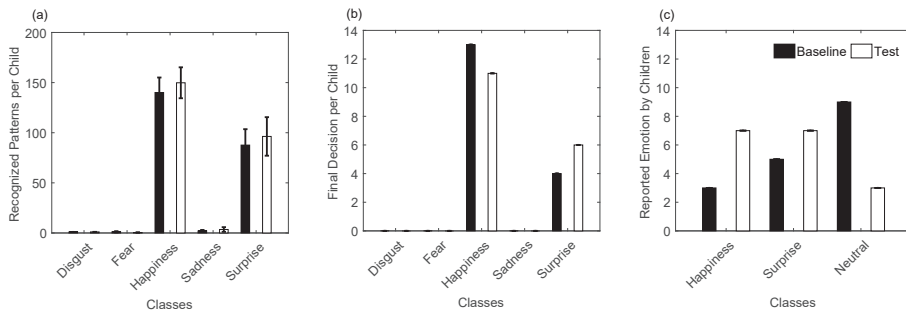 (a)
Recognized Patterns per Child
200
150
100
50
0
Disgust
Fear
Happiness
Sadness
Surprise
Classes
(b)
Final Decision per Child
14
12
10
8
6
4
2
0
Disgust
Fear
Happiness
Sadness
Surprise
Classes
(c)
Reported Emotion by Children
14
12
10
8
6
4
2
0
Baseline
Test
Happiness
Surprise
Neutral
Classes